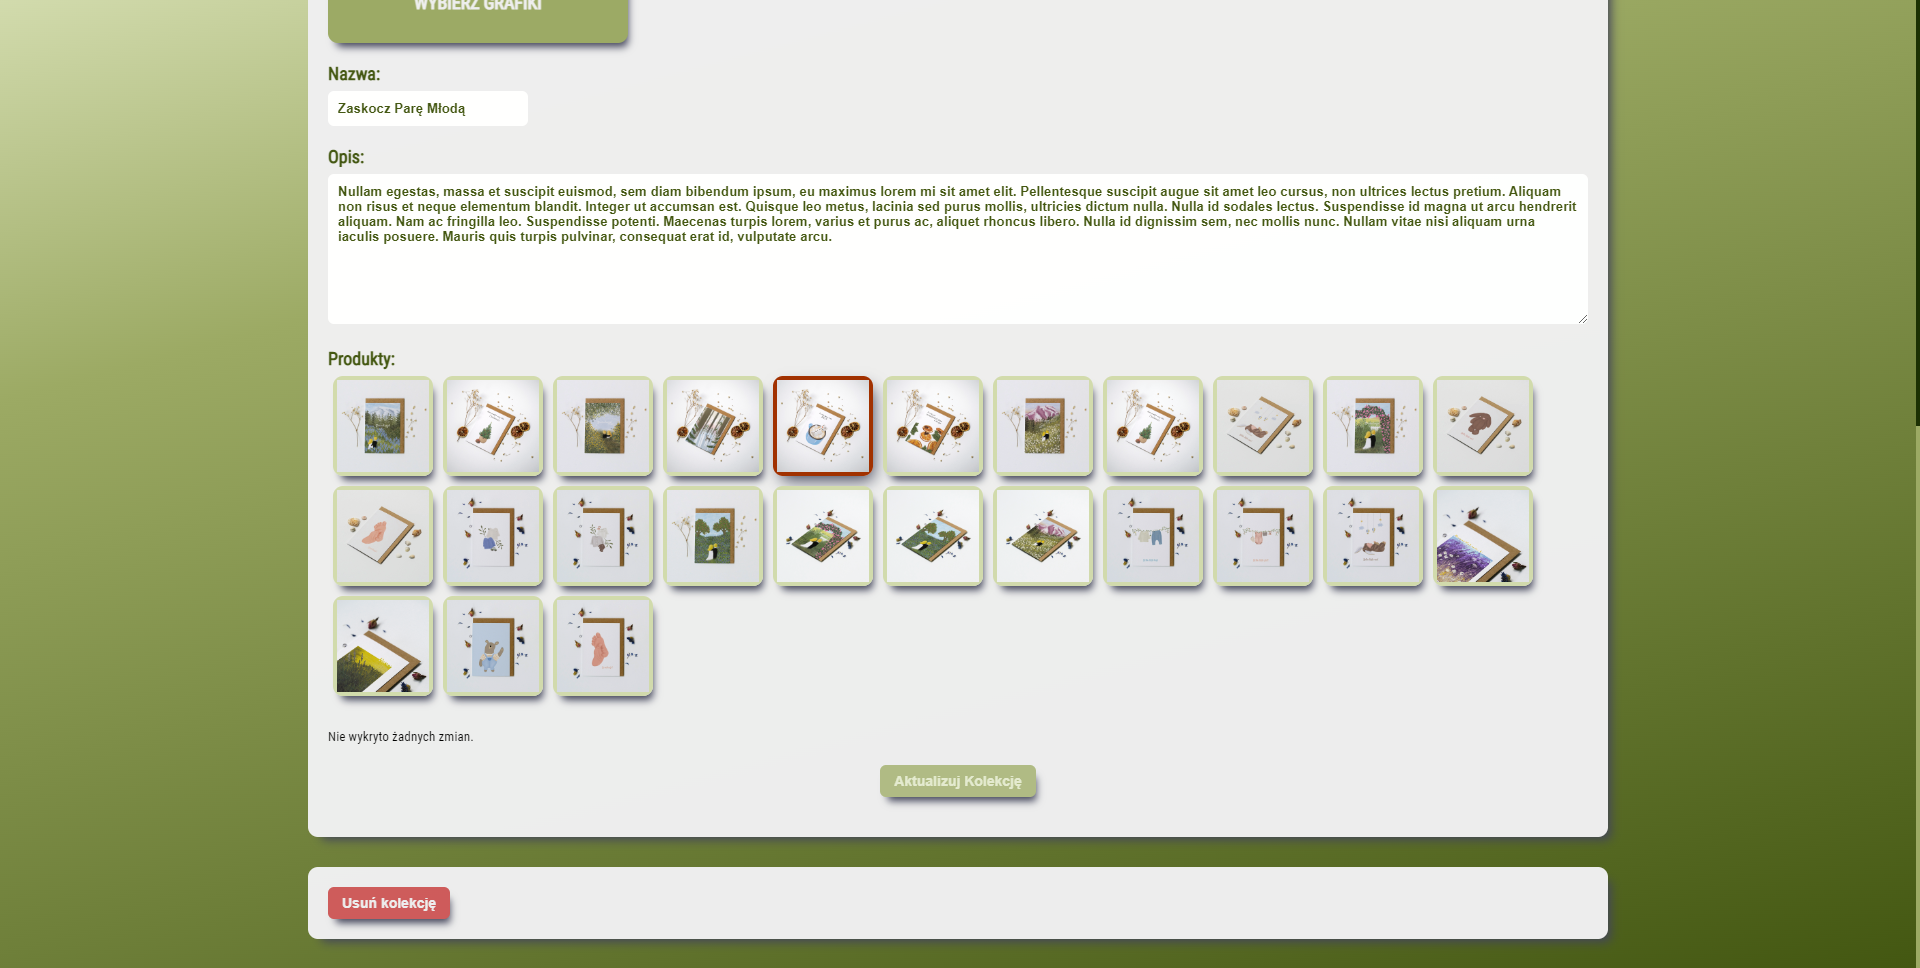 WYBIERZ GRAFIKI
Nazwa:
Zaskocz Parę Młodą
Opis:
Nullam egestas, massa et suscipit euismod, sem diam bibendum ipsum, eu maximus lorem mi sit amet elit. Pellentesque suscipit augue sit amet leo cursus, non ultrices lectus pretium. Aliquam
non risus et neque elementum blandit. Integer ut accumsan est. Quisque leo metus, lacinia sed purus mollis, ultricies dictum nulla. Nulla id sodales lectus. Suspendisse id magna ut arcu hendrerit
aliquam. Nam ac fringilla leo. Suspendisse potenti. Maecenas turpis lorem, varius et purus ac, aliquet rhoncus libero. Nulla id dignissim sem, nec mollis nunc. Nullam vitae nisi aliquam urna
iaculis posuere. Mauris quis turpis pulvinar, consequat erat id, vulputate arcu.
Produkty:
Nie wykryto żadnych zmian.
Aktualizuj Kolekcję
Usuń kolekcję